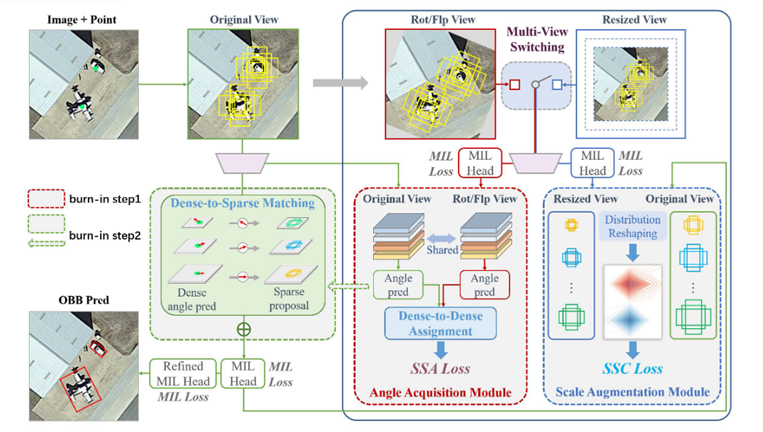 Image + Point
Original View
Rot/Flp View
Multi-View
Switching
Resized View
MIL
Loss
MIL
Head
MIL
Head
MIL
Loss
burn-in step1
burn-in step2
Dense-to-Sparse Matching
Dense
angle pred
Sparse
proposal
Original View
Rot/Flp View
Shared
Angle
pred
Angle
pred
Dense-to-Dense
Assignment
SSA Loss
Angle Acquisition Module
Resized View
Original View
Distribution
Reshaping
SSC Loss
Scale Augmentation Module
OBB Pred
Refined
MIL Head
MIL Loss
MIL
Head
MIL
Loss